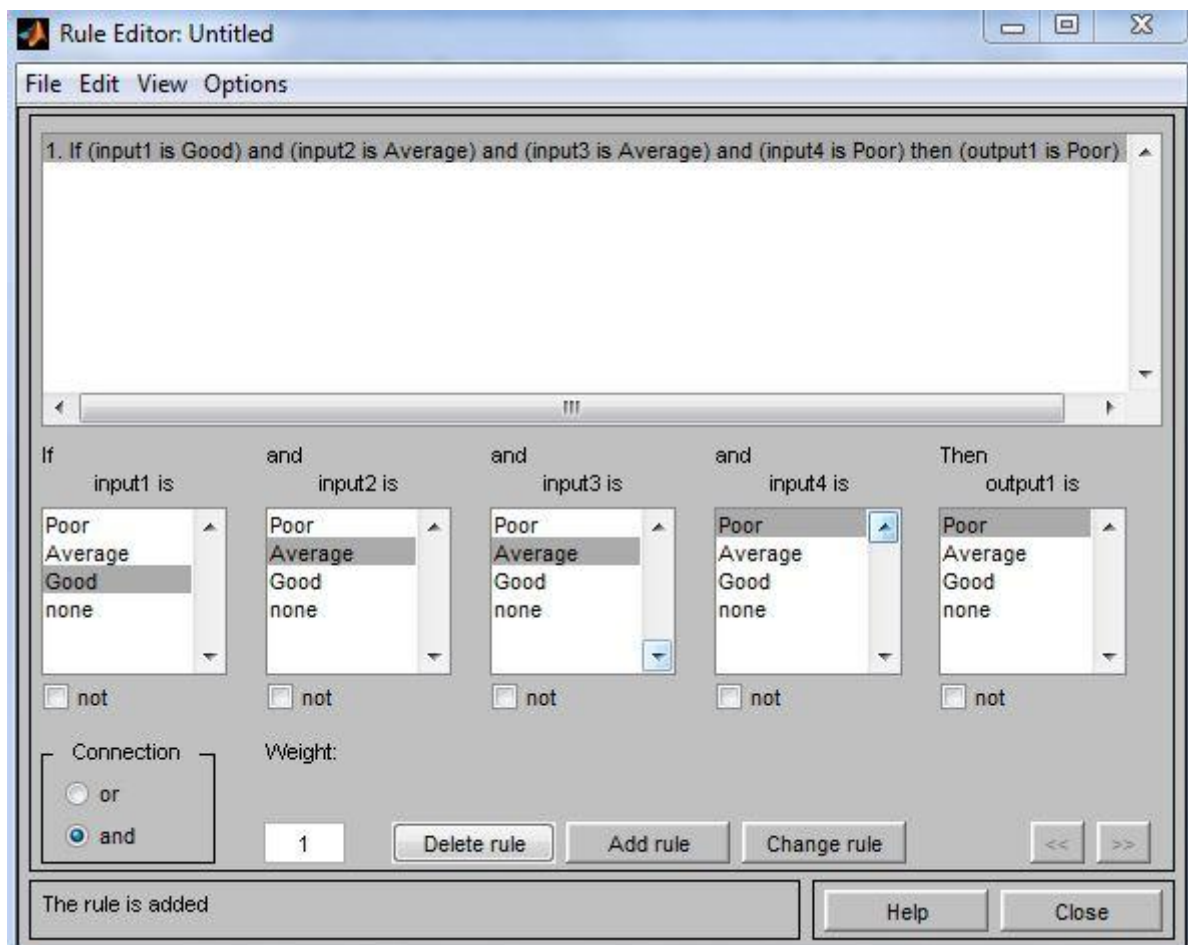 Rule Editor: Untitled
File Edit View Options
1. If (input1 is Good) and (input2 is Average) and (input3 is Average) and (input4 is Poor) then (output1 is Poor)
If and and and Then
input1 is input2 is input3 is input4 is output1 is
Poor Poor Poor Poor Poor
Average Average Average Average Average
Good Good Good Good Good
none none none none none
not not not not not
Connection Weight:
or
and 1 Delete rule Add rule Change rule << >>
The rule is added Help Close